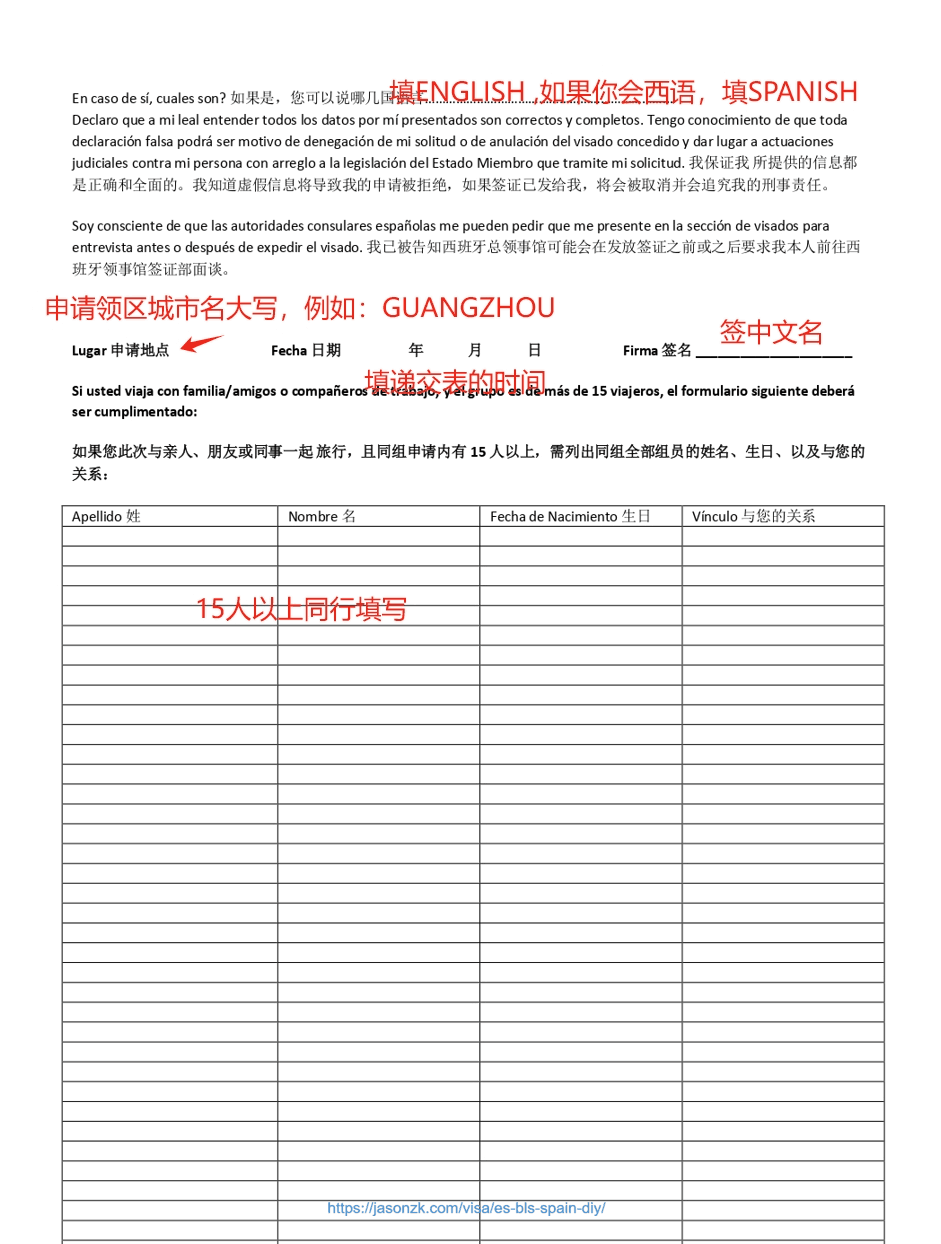 En caso de sí, cuales son? 如果是，您可以说哪几国语言
填ENGLISH ,如果你会西语，填SPANISH
Declaro que a mi leal entender todos los datos por mí presentados son correctos y completos. Tengo conocimiento de que toda
declaración falsa podrá ser motivo de denegación de mi solitud o de anulación del visado concedido y dar lugar a actuaciones
judiciales contra mi persona con arreglo a la legislación del Estado Miembro que tramite mi solicitud. 我保证我 所提供的信息都
是正确和全面的。我知道虚假信息将导致我的申请被拒绝，如果签证已发给我，将会被取消并会追究我的刑事责任。
Soy consciente de que las autoridades consulares españolas me pueden pedir que me presente en la sección de visados para
entrevista antes o después de expedir el visado. 我已被告知西班牙总领事馆可能会在发放签证之前或之后要求我本人前往西
班牙领事馆签证部面谈。
申请领区城市名大写，例如：GUANGZHOU
签中文名
Lugar 申请地点 Fecha 日期 年 月 日 Firma 签名 ____________________
填递交表的时间
Si usted viaja con familia/amigos o compañeros de trabajo, y el grupo es de más de 15 viajeros, el formulario siguiente deberá
ser cumplimentado:
如果您此次与亲人、朋友或同事一起 旅行，且同组申请内有 15 人以上，需列出同组全部组员的姓名、生日、以及与您的
关系：
Apellido 姓 Nombre 名 Fecha de Nacimiento 生日 Vínculo 与您的关系
15人以上同行填写
https://jasonzk.com/visa/es-bls-spain-diy/